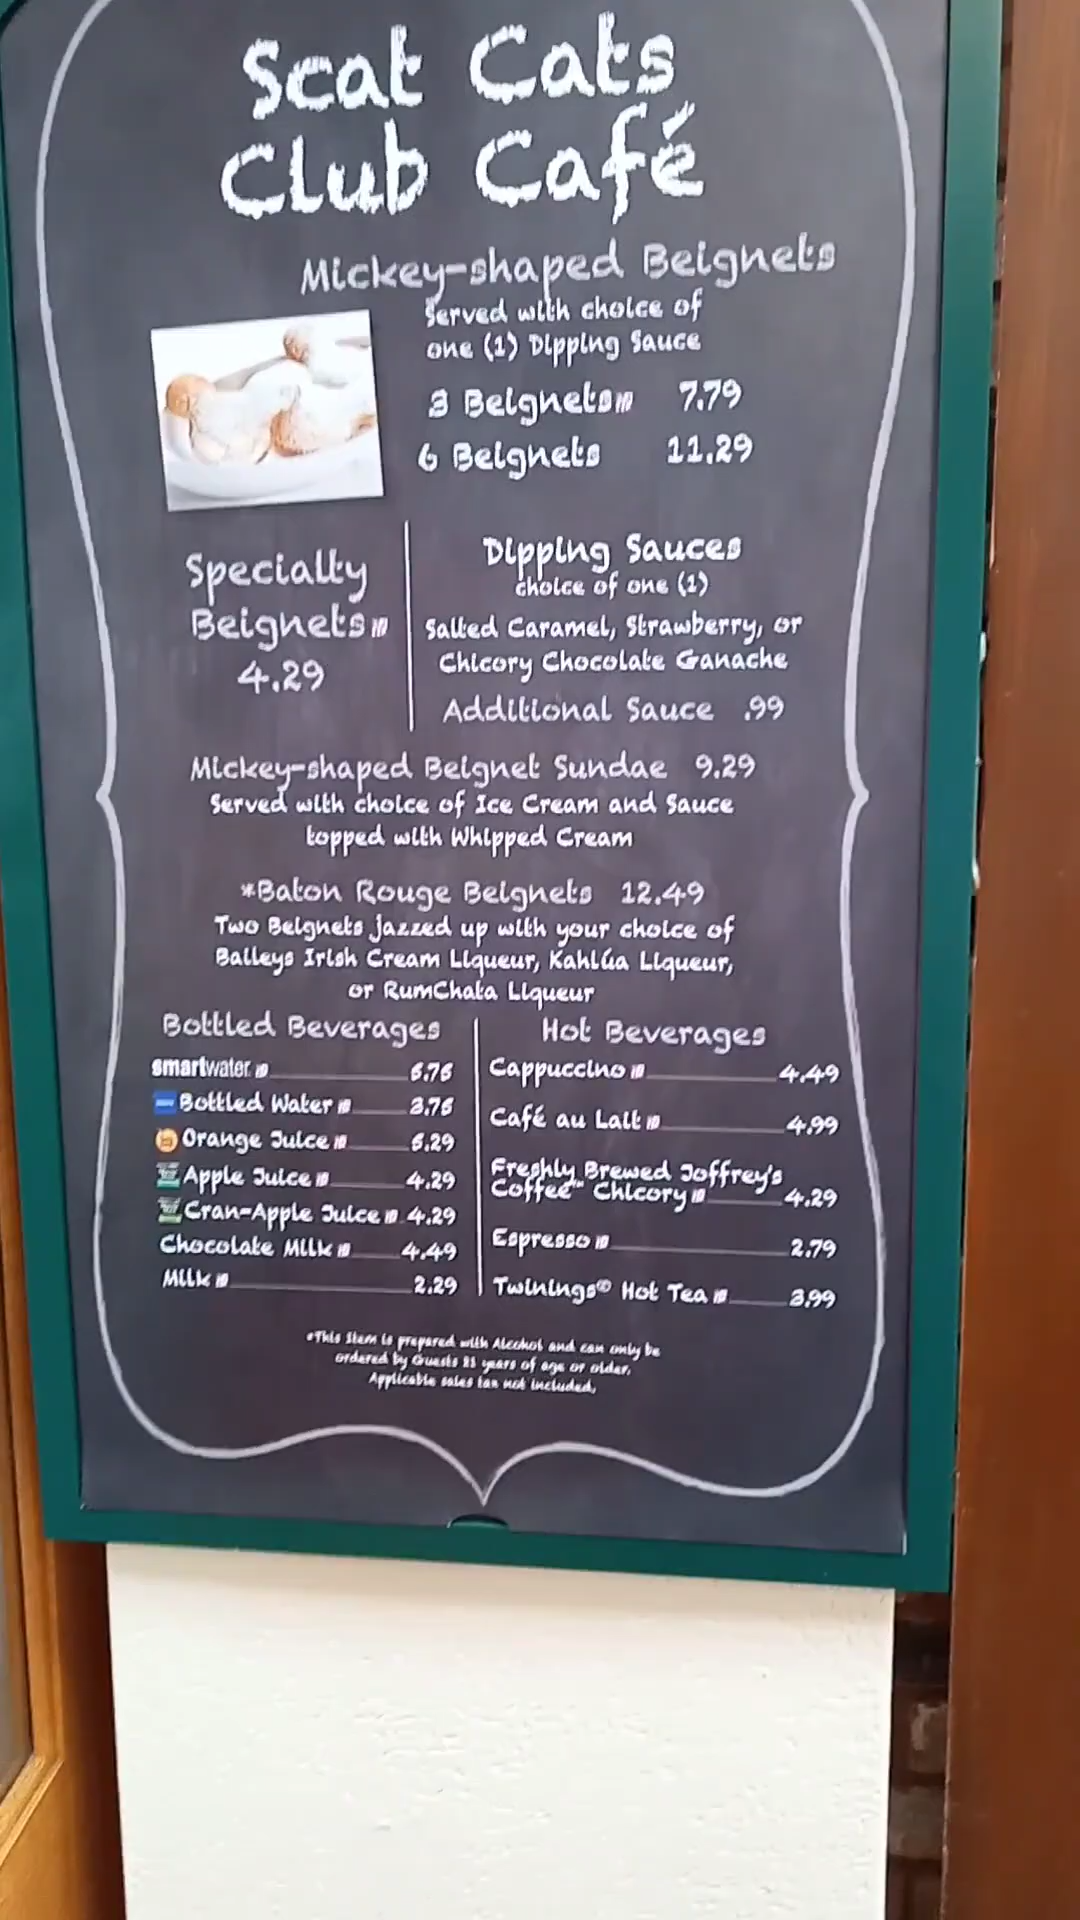 Scat Cats
Club Café
Mickey-shaped Beignets
Served with choice of
one (1) Dipping Sauce
3 Beignets 7.79
6 Beignets 11.29
Specialty
Beignets
4.29
Dipping Sauces
choice of one (1)
Salted Caramel, Strawberry, or
Chicory Chocolate Ganache
Additional Sauce .99
Mickey-shaped Beignet Sundae 9.29
Served with choice of Ice Cream and Sauce
topped with Whipped Cream
*Baton Rouge Beignets 12.49
Two Beignets jazzed up with your choice of
Baileys Irish Cream Liqueur, Kahlúa Liqueur,
or RumChata Liqueur
Bottled Beverages
smartwater
Bottled Water 3.75
Orange Juice 5.29
Apple Juice 4.29
Cran-Apple Juice 4.29
Chocolate Milk 4.49
Milk 2.29
Hot Beverages
Cappuccino 4.49
Café au Lait 4.99
Freshly Brewed Joffrey's
Coffee™ Chicory 4.29
Espresso 2.79
Twinings® Hot Tea 3.99
*This item is prepared with Alcohol and can only be
ordered by Guests 21 years of age or older.
Applicable sales tax not included.